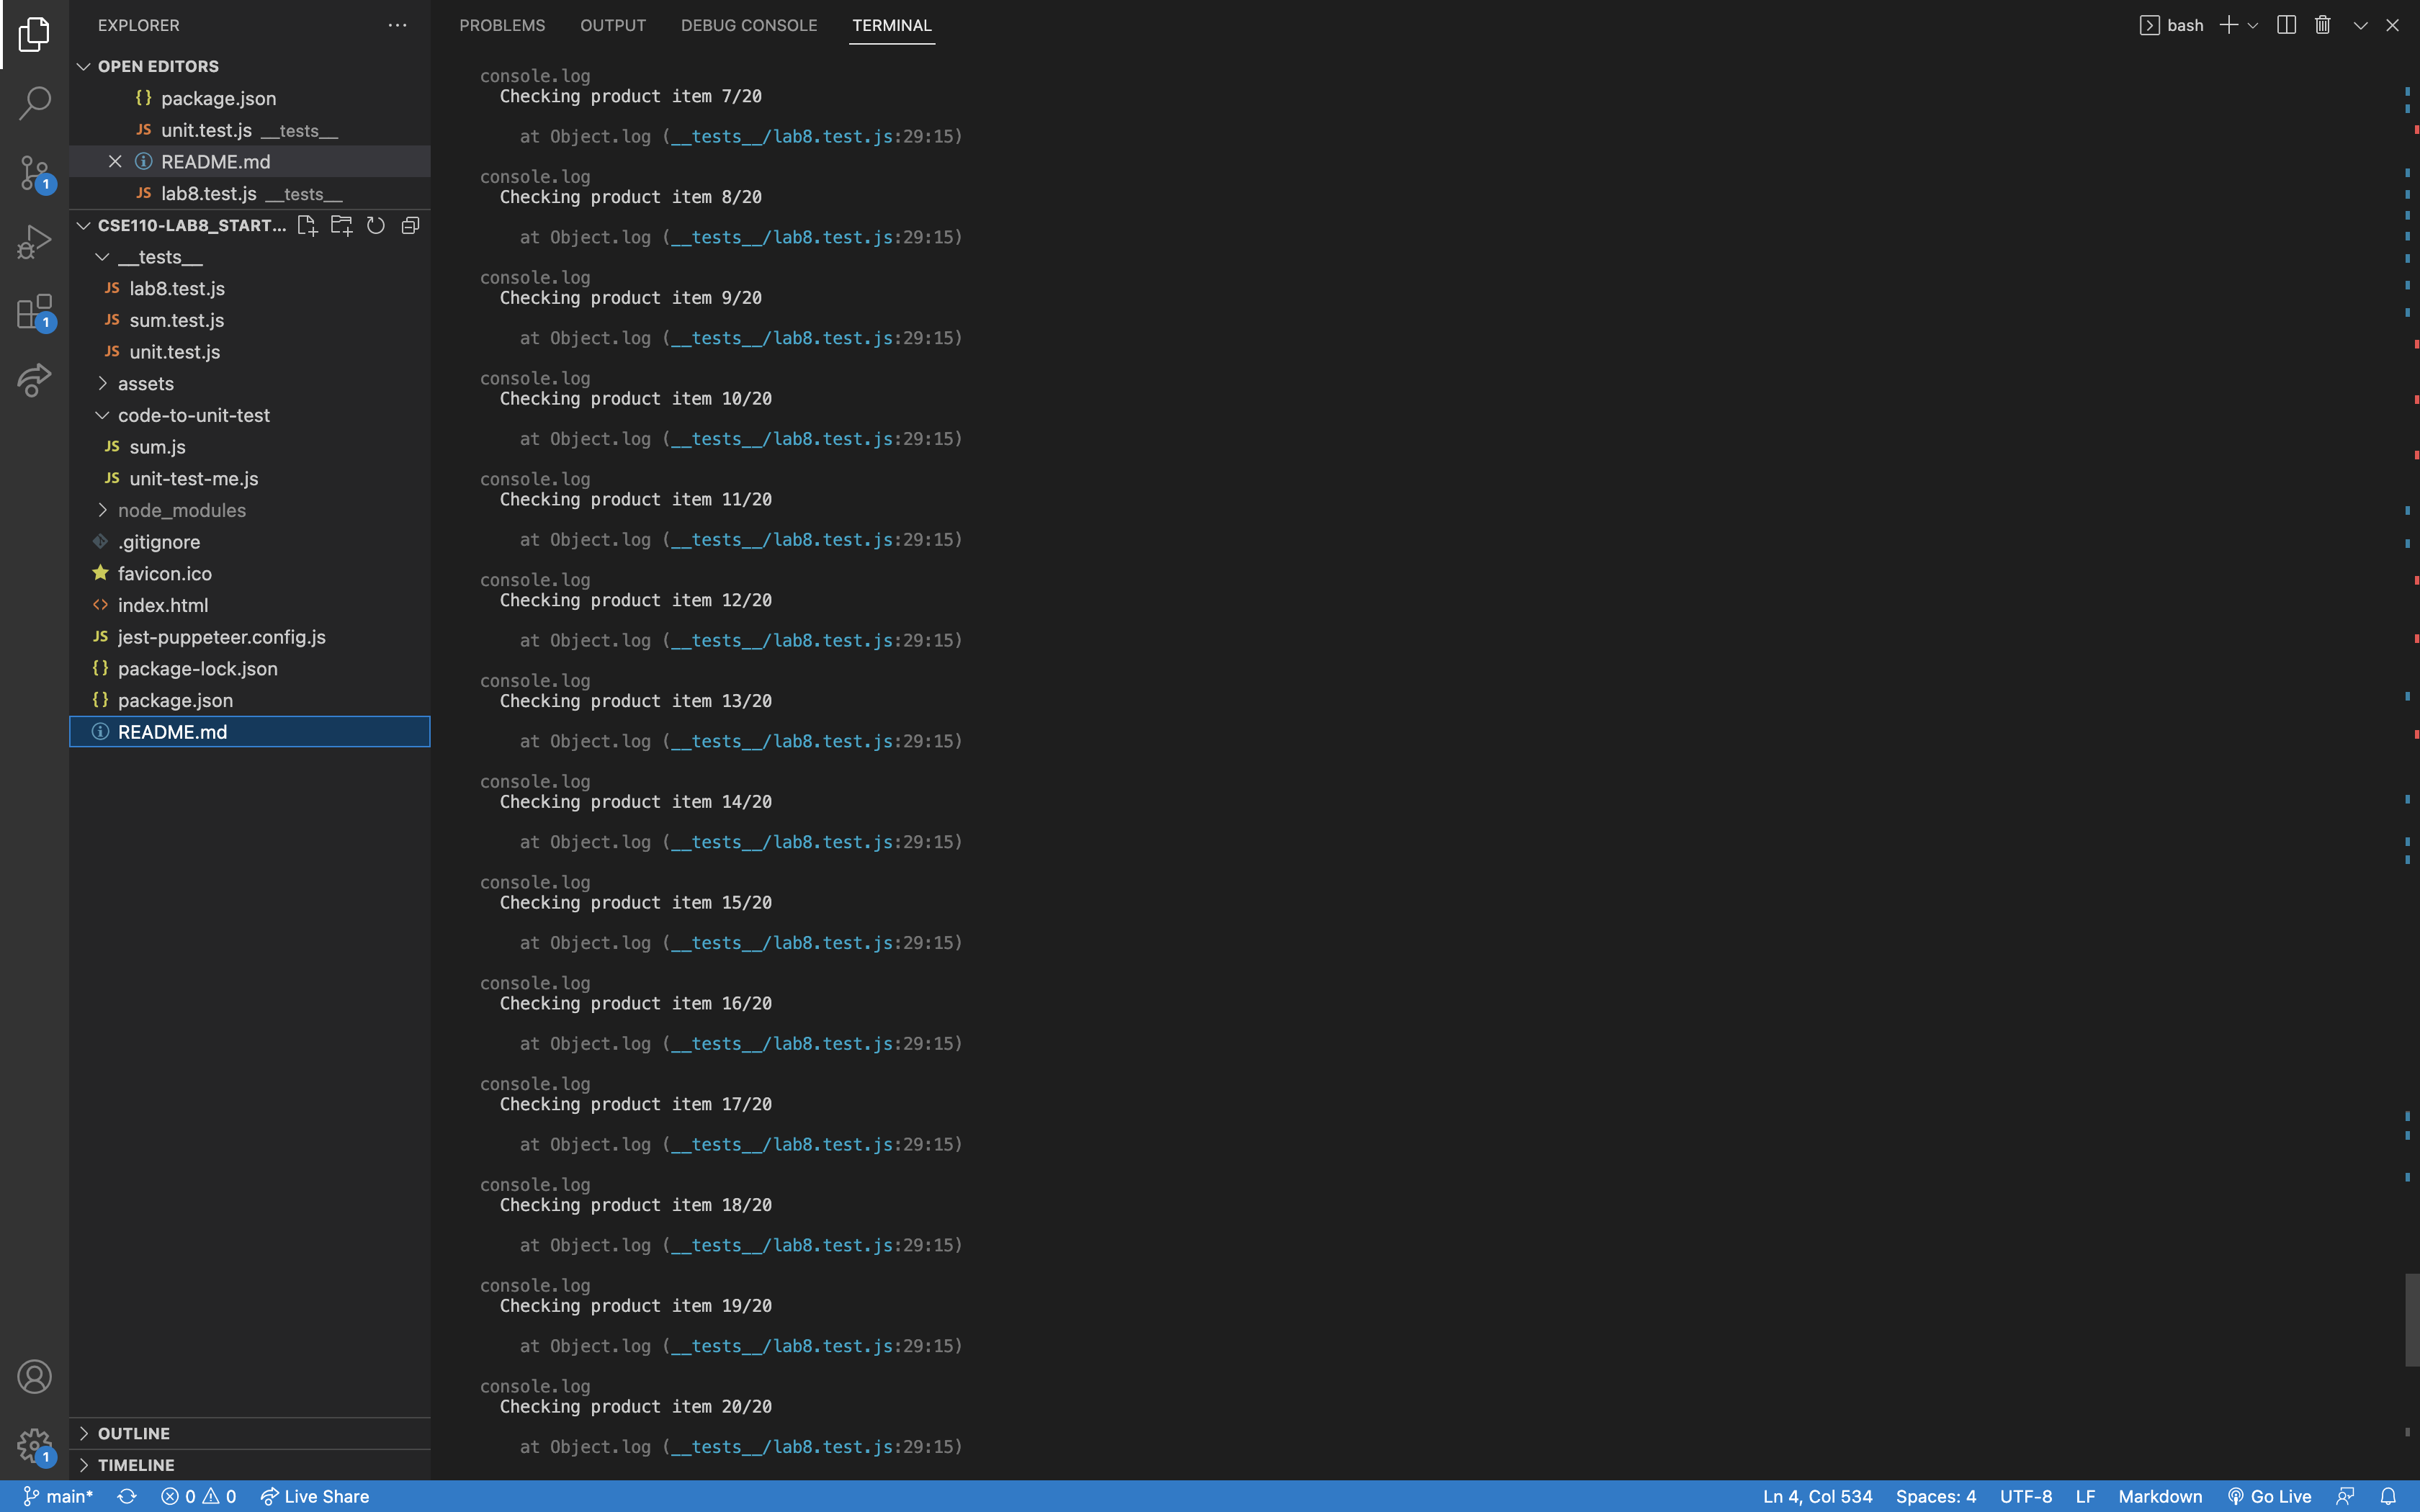 EXPLORER
OPEN EDITORS
package.json
unit.test.js __tests__
README.md
lab8.test.js __tests__
CSE110-LAB8_START...
__tests__
lab8.test.js
sum.test.js
unit.test.js
assets
code-to-unit-test
sum.js
unit-test-me.js
node_modules
.gitignore
favicon.ico
index.html
jest-puppeteer.config.js
package-lock.json
package.json
README.md
OUTLINE
TIMELINE
PROBLEMS OUTPUT DEBUG CONSOLE TERMINAL
bash
console.log
Checking product item 7/20
at Object.log (__tests__/lab8.test.js:29:15)
console.log
Checking product item 8/20
at Object.log (__tests__/lab8.test.js:29:15)
console.log
Checking product item 9/20
at Object.log (__tests__/lab8.test.js:29:15)
console.log
Checking product item 10/20
at Object.log (__tests__/lab8.test.js:29:15)
console.log
Checking product item 11/20
at Object.log (__tests__/lab8.test.js:29:15)
console.log
Checking product item 12/20
at Object.log (__tests__/lab8.test.js:29:15)
console.log
Checking product item 13/20
at Object.log (__tests__/lab8.test.js:29:15)
console.log
Checking product item 14/20
at Object.log (__tests__/lab8.test.js:29:15)
console.log
Checking product item 15/20
at Object.log (__tests__/lab8.test.js:29:15)
console.log
Checking product item 16/20
at Object.log (__tests__/lab8.test.js:29:15)
console.log
Checking product item 17/20
at Object.log (__tests__/lab8.test.js:29:15)
console.log
Checking product item 18/20
at Object.log (__tests__/lab8.test.js:29:15)
console.log
Checking product item 19/20
at Object.log (__tests__/lab8.test.js:29:15)
console.log
Checking product item 20/20
at Object.log (__tests__/lab8.test.js:29:15)
main* 0 0 Live Share Ln 4, Col 534 Spaces: 4 UTF-8 LF Markdown Go Live